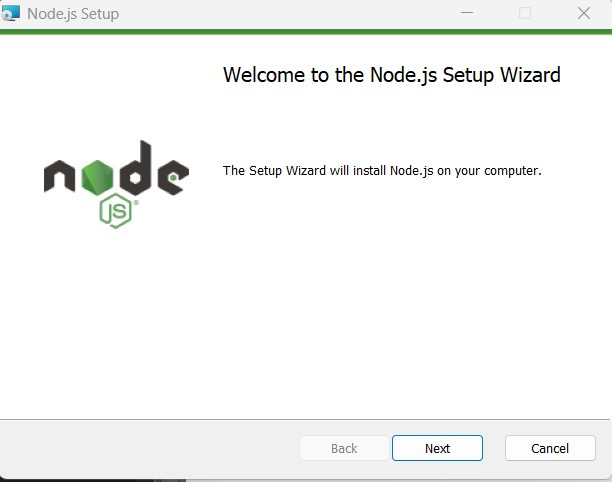 Node.js Setup
Welcome to the Node.js Setup Wizard
node
JS
®
The Setup Wizard will install Node.js on your computer.
Back
Next
Cancel